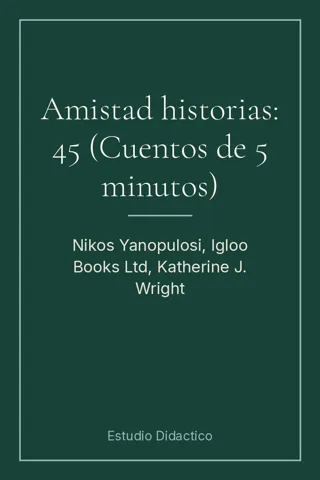 Amistad historias:
45 (Cuentos de 5
minutos)
Nikos Yanopulosi, Igloo
Books Ltd, Katherine J.
Wright
Estudio Didactico